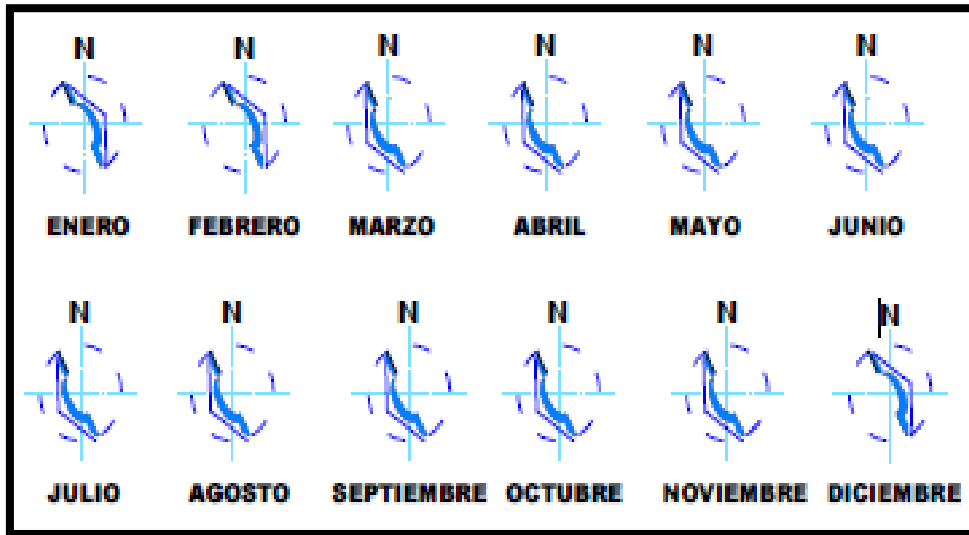 N N N N N N
ENERO FEBRERO MARZO ABRIL MAYO JUNIO
N N N N N N
JULIO AGOSTO SEPTIEMBRE OCTUBRE NOVIEMBRE DICIEMBRE